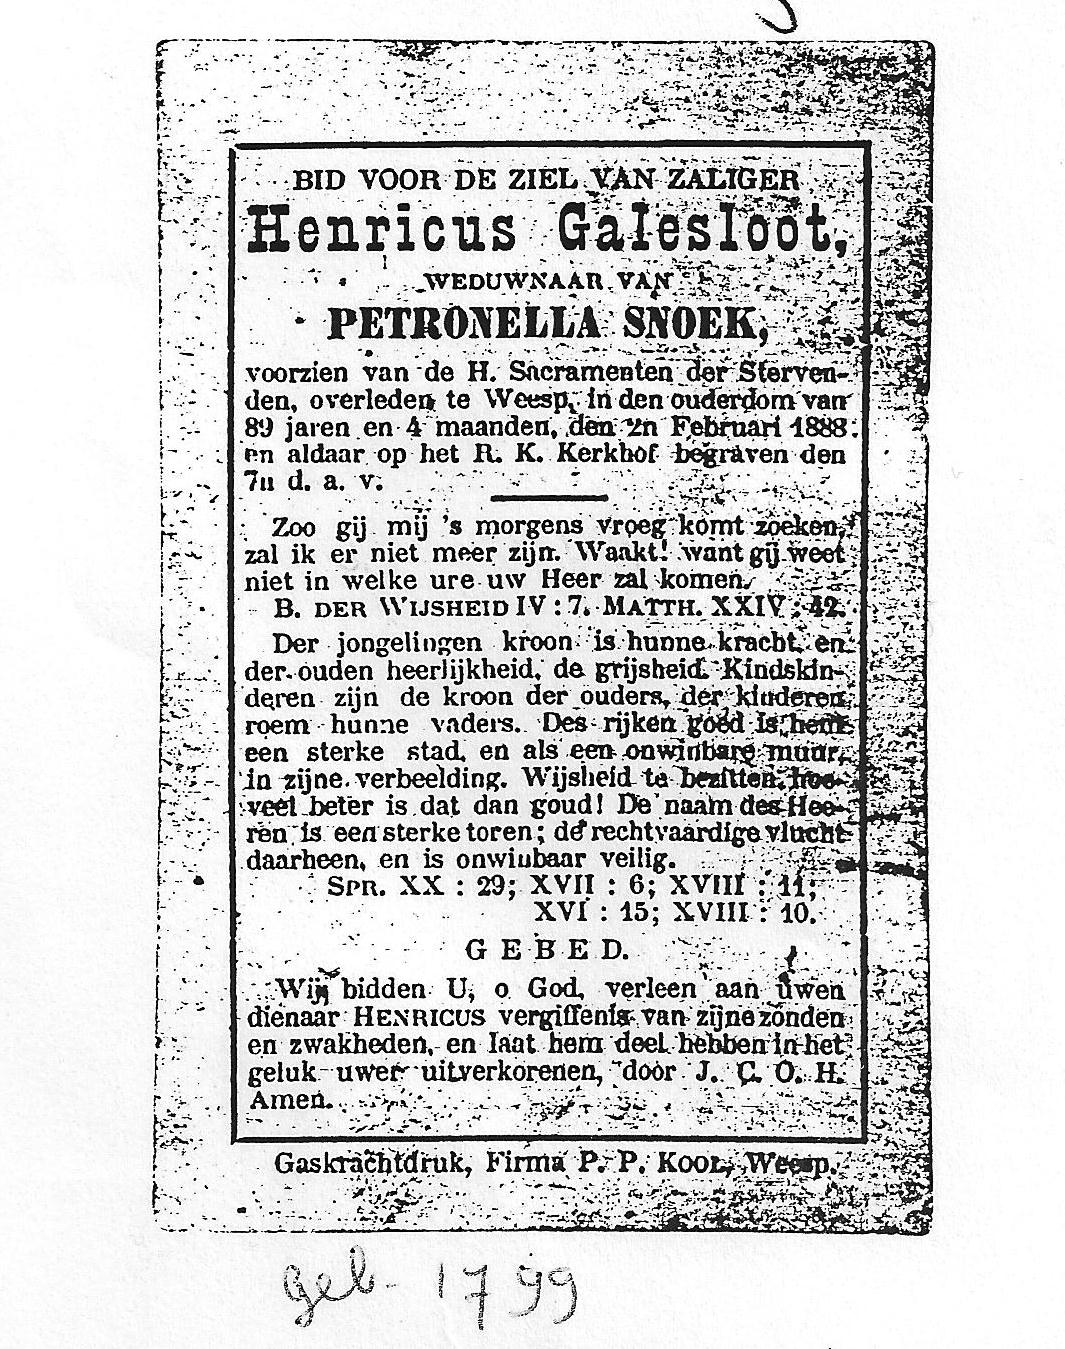 BID VOOR DE ZIEL VAN ZALIGER
Henricus Galesloot,
WEDUWNAAR VAN
PETRONELLA SNOEK,
voorzien van de H. Sacramenten der Sterven-
den, overleden te Weesp, in den ouderdom van
89 jaren en 4 maanden, den 2n Februari 1888.
en aldaar op het R. K. Kerkhof begraven den
7n d. a. v.
Zoo gij mij 's morgens vroeg komt zoeken,
zal ik er niet meer zijn. Waakt! want gij weet
niet in welke ure uw Heer zal komen.
B. DER WIJSHEID IV : 7. MATTH. XXIV : 42.
Der jongelingen kroon is hunne kracht, en
der ouden heerlijkheid, de grijsheid. Kindskin-
deren zijn de kroon der ouders, der kinderen
roem hunne vaders. Des rijken goed is hem
een sterke stad, en als een onwinbare muur,
in zijne verbeelding. Wijsheid te bezitten, hoe-
veel beter is dat dan goud! De naam des Hee-
ren is een sterke toren; de rechtvaardige vlucht
daarheen, en is onwinbaar veilig.
SPR. XX : 29; XVII : 6; XVIII : 11;
XVI : 15; XVIII : 10.
GEBED.
Wij bidden U, o God, verleen aan uwen
dienaar HENRICUS vergiffenis van zijne zonden
en zwakheden, en laat hem deel hebben in het
geluk uwer uitverkorenen, door J. C. O. H.
Amen.
Gaskrachtdruk, Firma P. P. KOOL, Weesp.
geb - 1799